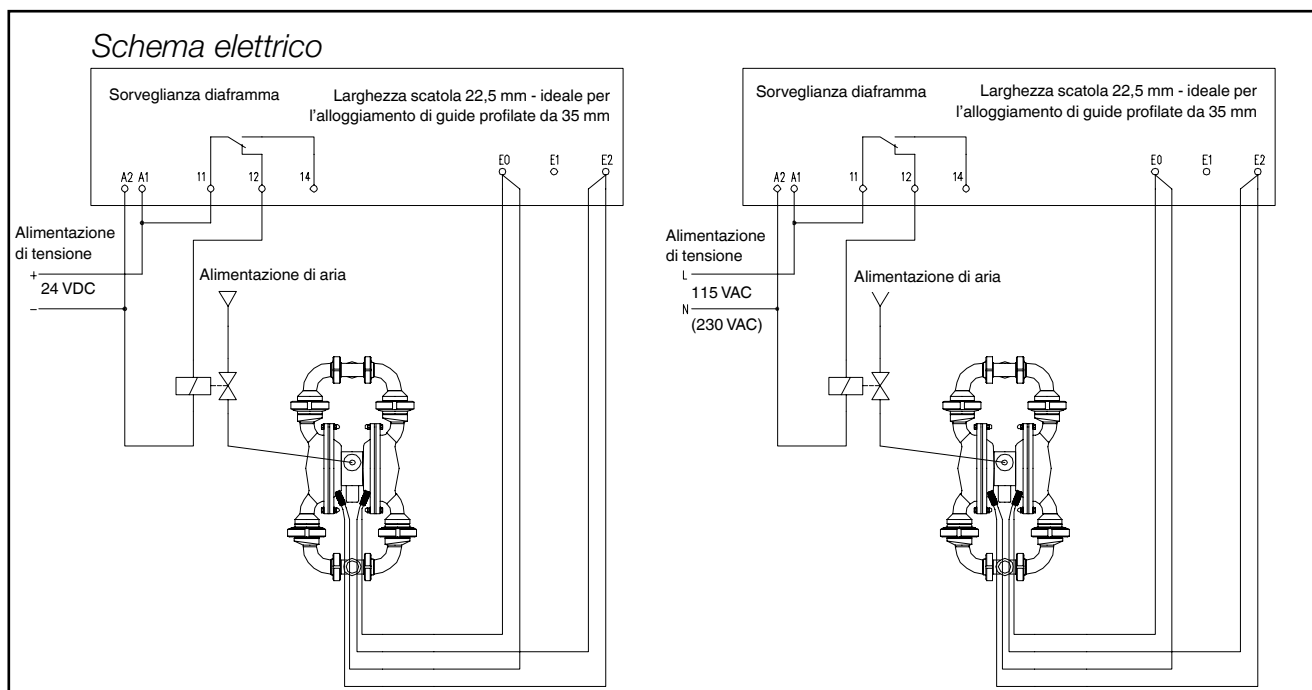 Schema elettrico
Sorveglianza diaframma
Larghezza scatola 22,5 mm - ideale per
l'alloggiamento di guide profilate da 35 mm
A2 A1 11 12 14 E0 E1 E2
Alimentazione
di tensione
+
24 VDC
–
Alimentazione di aria
Sorveglianza diaframma
Larghezza scatola 22,5 mm - ideale per
l'alloggiamento di guide profilate da 35 mm
A2 A1 11 12 14 E0 E1 E2
Alimentazione
di tensione
L
115 VAC
N
(230 VAC)
Alimentazione di aria